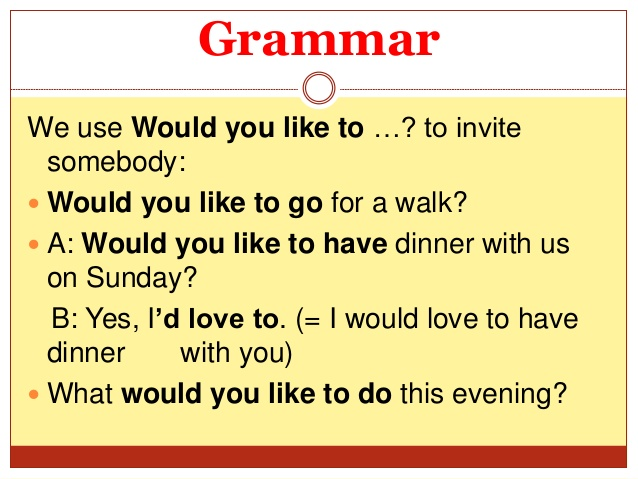 Grammar
We use Would you like to …? to invite
somebody:
• Would you like to go for a walk?
• A: Would you like to have dinner with us
on Sunday?
B: Yes, I'd love to. (= I would love to have
dinner with you)
• What would you like to do this evening?